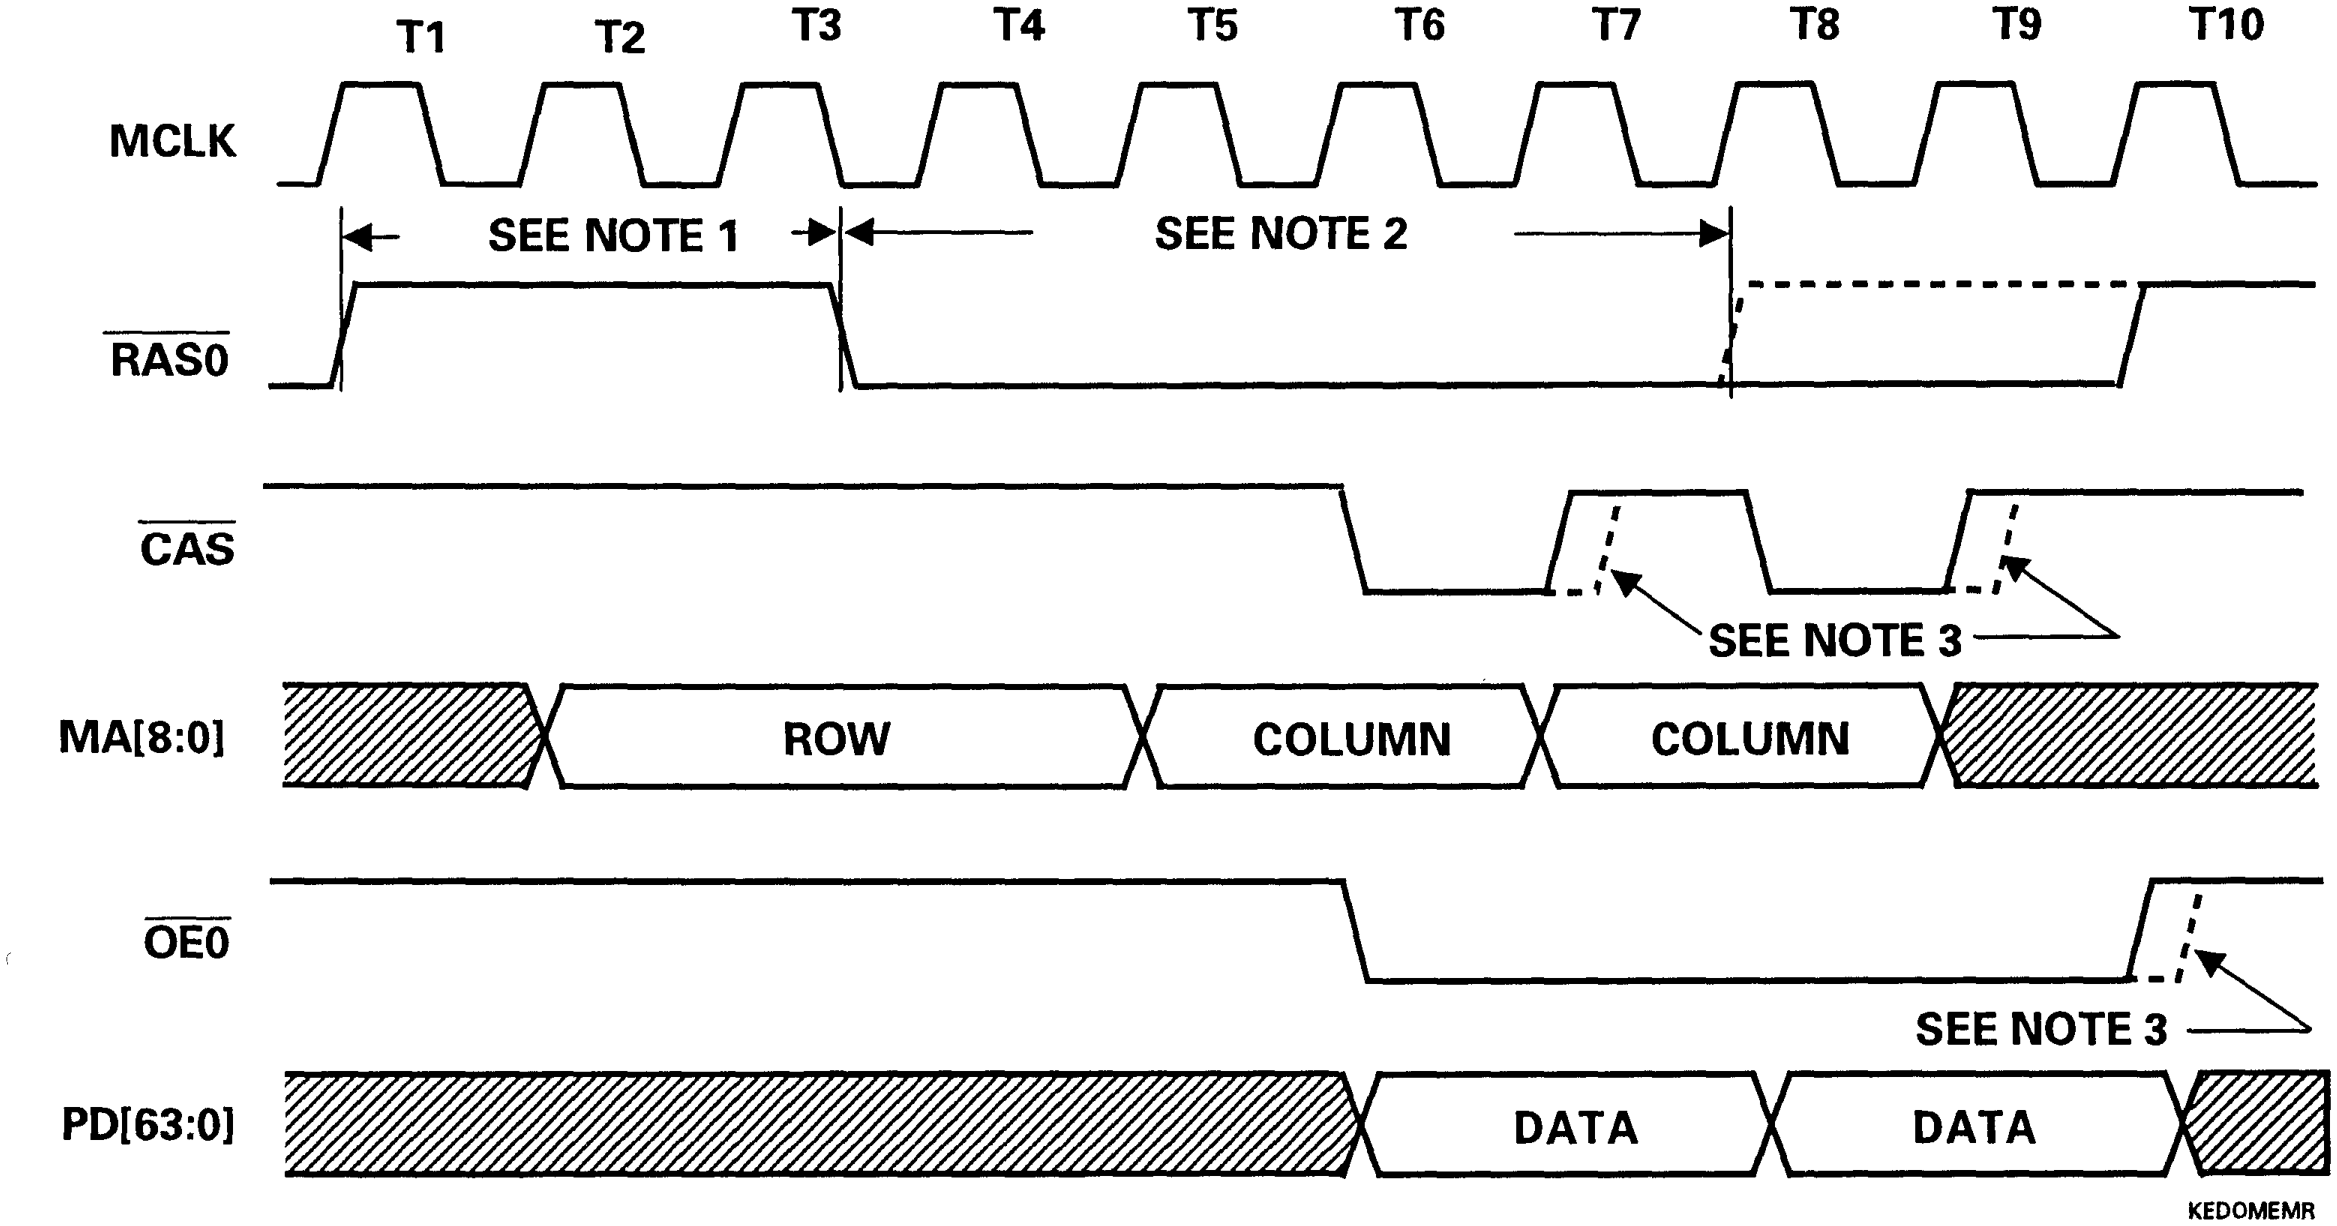 T1 T2 T3 T4 T5 T6 T7 T8 T9 T10
MCLK
SEE NOTE 1
SEE NOTE 2
RAS0
CAS
SEE NOTE 3
MA[8:0]
ROW
COLUMN
COLUMN
OE0
SEE NOTE 3
PD[63:0]
DATA
DATA
KEDOMEMR